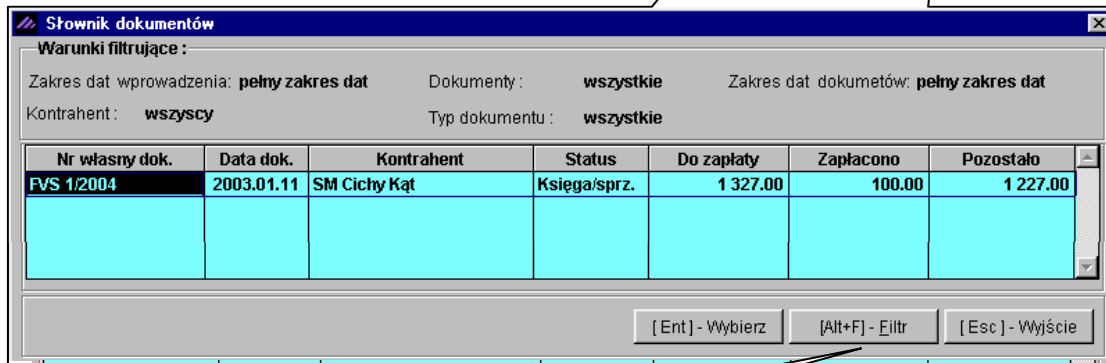 Słownik dokumentów
Warunki filtrujące :
Zakres dat wprowadzenia: pełny zakres dat Dokumenty : wszystkie Zakres dat dokumetów: pełny zakres dat
Kontrahent : wszyscy Typ dokumentu : wszystkie
Nr własny dok. Data dok. Kontrahent Status Do zapłaty Zapłacono Pozostało
FVS 1/2004 2003.01.11 SM Cichy Kąt Księga/sprz. 1 327.00 100.00 1 227.00
[ Ent ] - Wybierz [Alt+F] - Filtr [ Esc ] - Wyjście